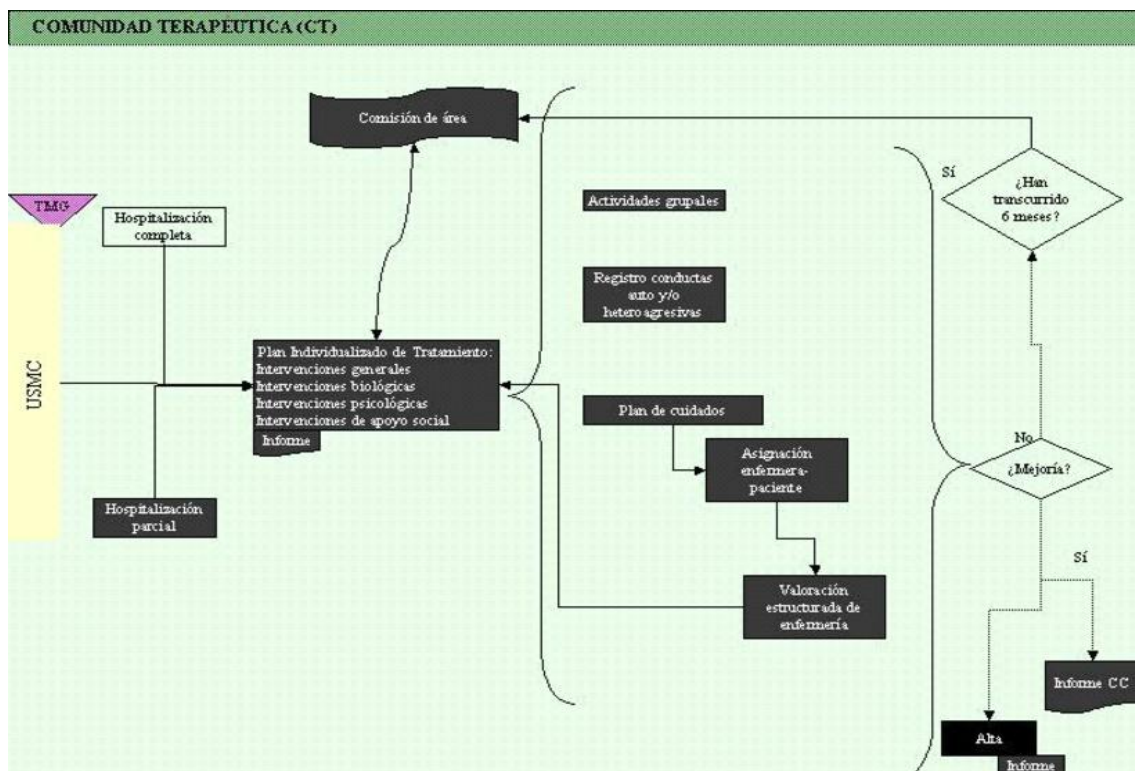 COMUNIDAD TERAPEUTICA (CT)
Comisión de área
Sí
¿Han
transcurrido
6 meses?
TMG
Hospitalización
completa
Actividades grupales
Registro conductas
auto y/o
heteroagresivas
USMC
Plan Individualizado de Tratamiento:
Intervenciones generales
Intervenciones biológicas
Intervenciones psicológicas
Intervenciones de apoyo social
Informe
Plan de cuidados
Asignación
enfermera-
paciente
No
¿Mejoría?
Hospitalización
parcial
Sí
Valoración
estructurada de
enfermería
Informe CC
Alta
Informe